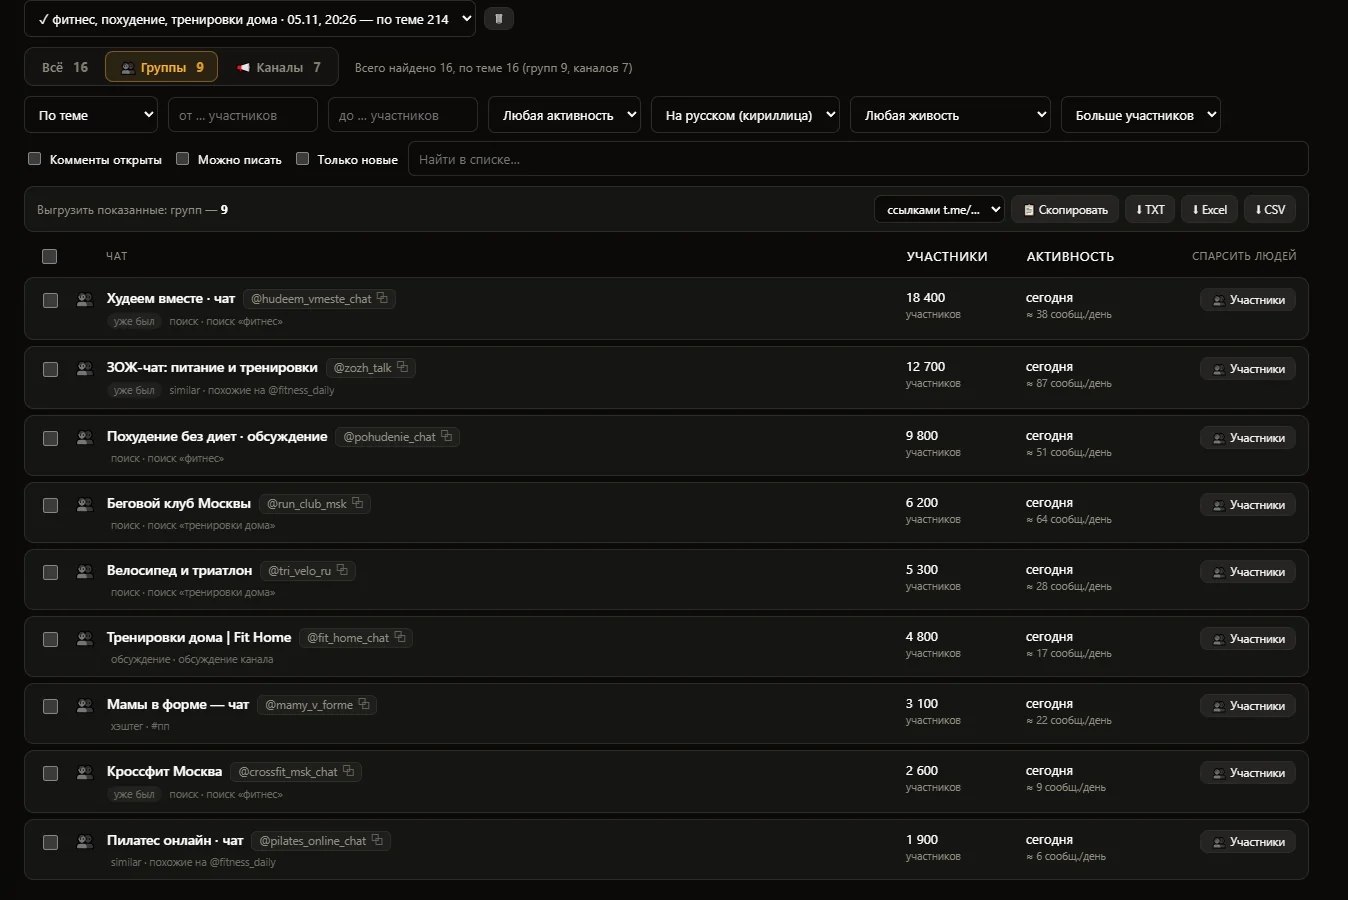 ✓ фитнес, похудение, тренировки дома · 05.11, 20:26 — по теме 214
Всё 16 Группы 9 Каналы 7 Всего найдено 16, по теме 16 (групп 9, каналов 7)
По теме от ... участников до ... участников Любая активность На русском (кириллица) Любая живость Больше участников
Комменты открыты Можно писать Только новые Найти в списке...
Выгрузить показанные: групп — 9 ссылками t.me/... Скопировать ⬇ TXT ⬇ Excel ⬇ CSV
ЧАТ УЧАСТНИКИ АКТИВНОСТЬ СПАРСИТЬ ЛЮДЕЙ
Худеем вместе · чат @hudeem_vmeste_chat 18 400 сегодня Участники
уже был поиск · поиск «фитнес» участников ≈ 38 сообщ./день
ЗОЖ-чат: питание и тренировки @zozh_talk 12 700 сегодня Участники
уже был similar · похожие на @fitness_daily участников ≈ 87 сообщ./день
Похудение без диет · обсуждение @pohudenie_chat 9 800 сегодня Участники
поиск · поиск «фитнес» участников ≈ 51 сообщ./день
Беговой клуб Москвы @run_club_msk 6 200 сегодня Участники
поиск · поиск «тренировки дома» участников ≈ 64 сообщ./день
Велосипед и триатлон @tri_velo_ru 5 300 сегодня Участники
поиск · поиск «тренировки дома» участников ≈ 28 сообщ./день
Тренировки дома | Fit Home @fit_home_chat 4 800 сегодня Участники
обсуждение · обсуждение канала участников ≈ 17 сообщ./день
Мамы в форме — чат @mamy_v_forme 3 100 сегодня Участники
хэштег · #пп участников ≈ 22 сообщ./день
Кроссфит Москва @crossfit_msk_chat 2 600 сегодня Участники
уже был поиск · поиск «фитнес» участников ≈ 9 сообщ./день
Пилатес онлайн · чат @pilates_online_chat 1 900 сегодня Участники
similar · похожие на @fitness_daily участников ≈ 6 сообщ./день